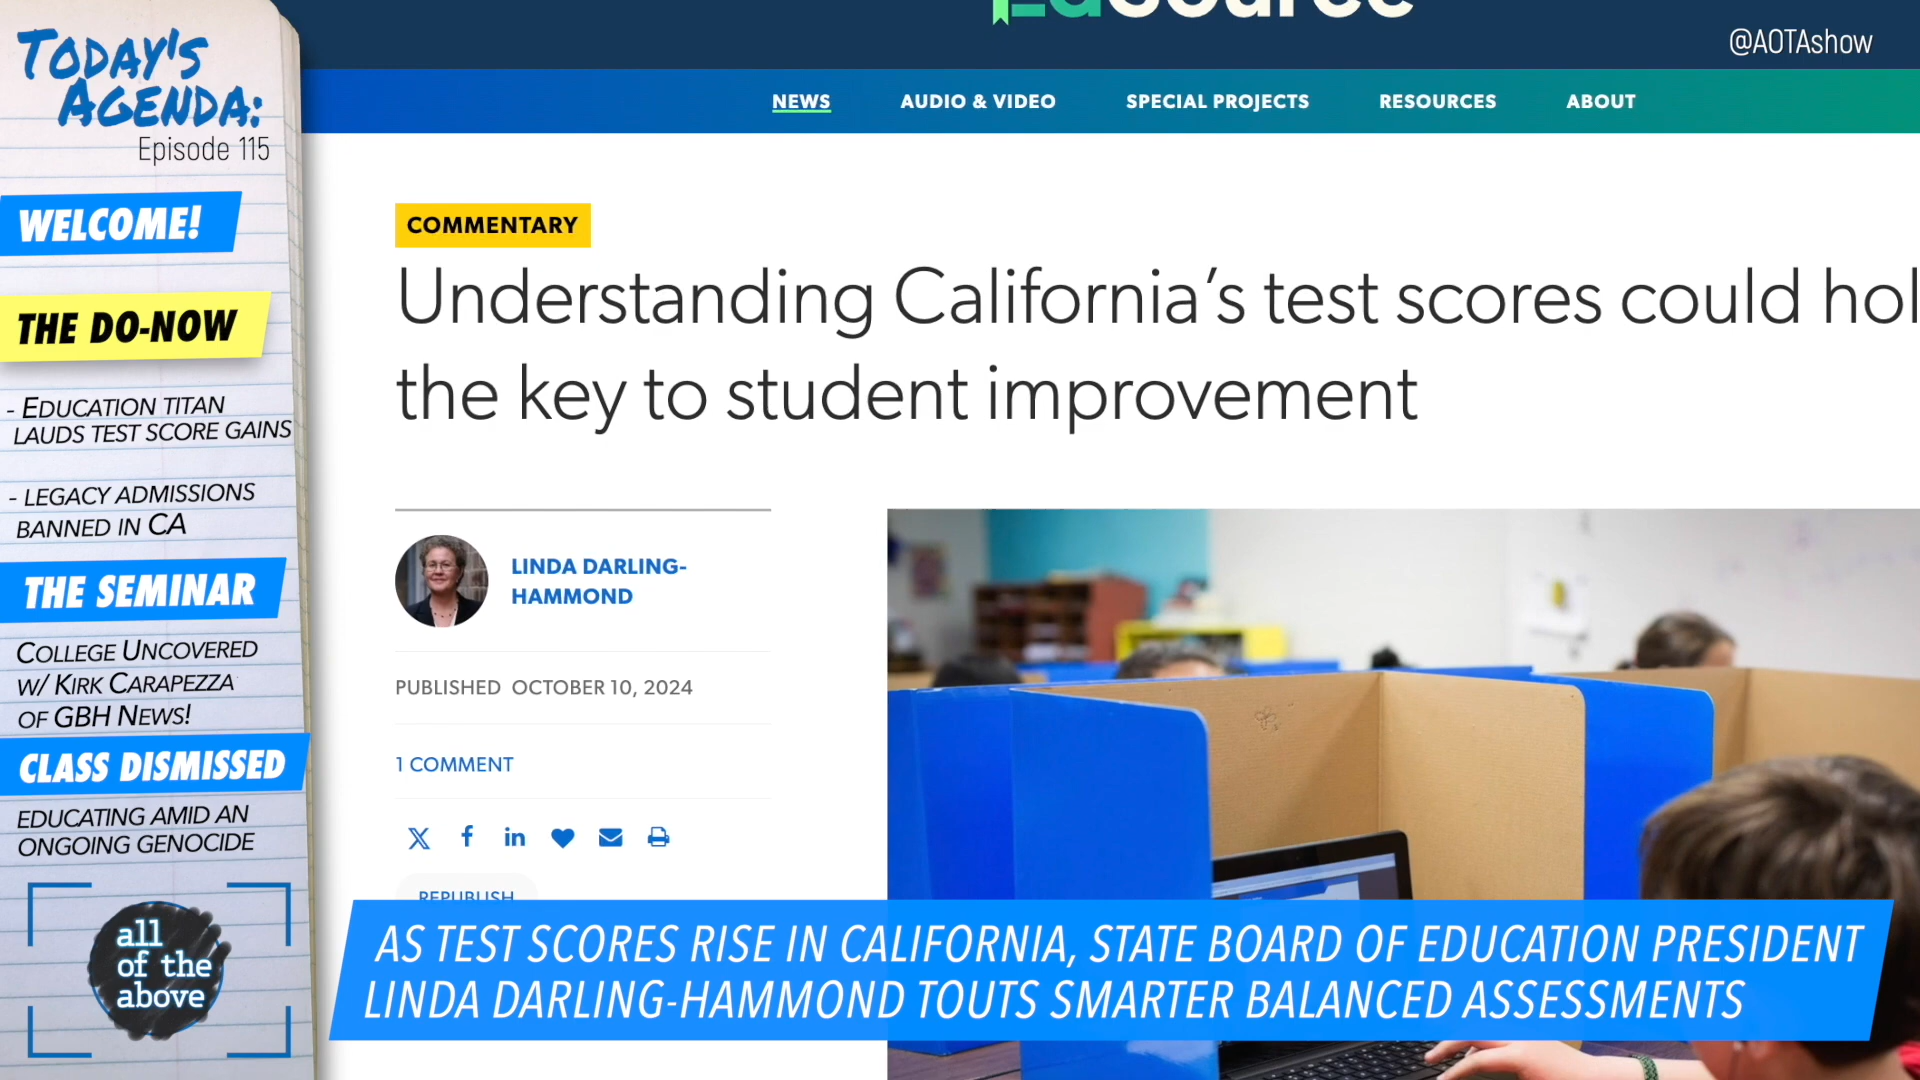 TODAY'S
AGENDA:
Episode 115
WELCOME!
THE DO-NOW
- EDUCATION TITAN
LAUDS TEST SCORE GAINS
- LEGACY ADMISSIONS
BANNED IN CA
THE SEMINAR
COLLEGE UNCOVERED
W/ KIRK CARAPEZZA
OF GBH NEWS!
CLASS DISMISSED
EDUCATING AMID AN
ONGOING GENOCIDE
all
of the
above
EdSource
@AOTAshow
NEWS AUDIO & VIDEO SPECIAL PROJECTS RESOURCES ABOUT
COMMENTARY
Understanding California's test scores could hol
the key to student improvement
LINDA DARLING-
HAMMOND
PUBLISHED OCTOBER 10, 2024
1 COMMENT
REPUBLISH
AS TEST SCORES RISE IN CALIFORNIA, STATE BOARD OF EDUCATION PRESIDENT
LINDA DARLING-HAMMOND TOUTS SMARTER BALANCED ASSESSMENTS